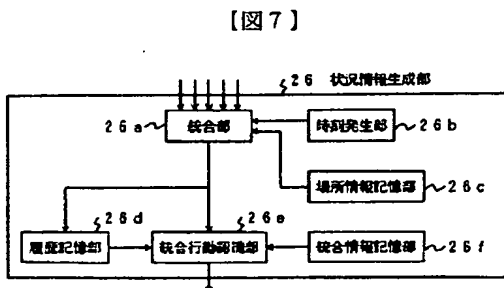 【図7】
26 状況情報生成部
26a 統合部 時刻発生部 26b
場所情報記憶部 26c
26d 26e
履歴記憶部 統合行動認識部 統合情報記憶部 26f